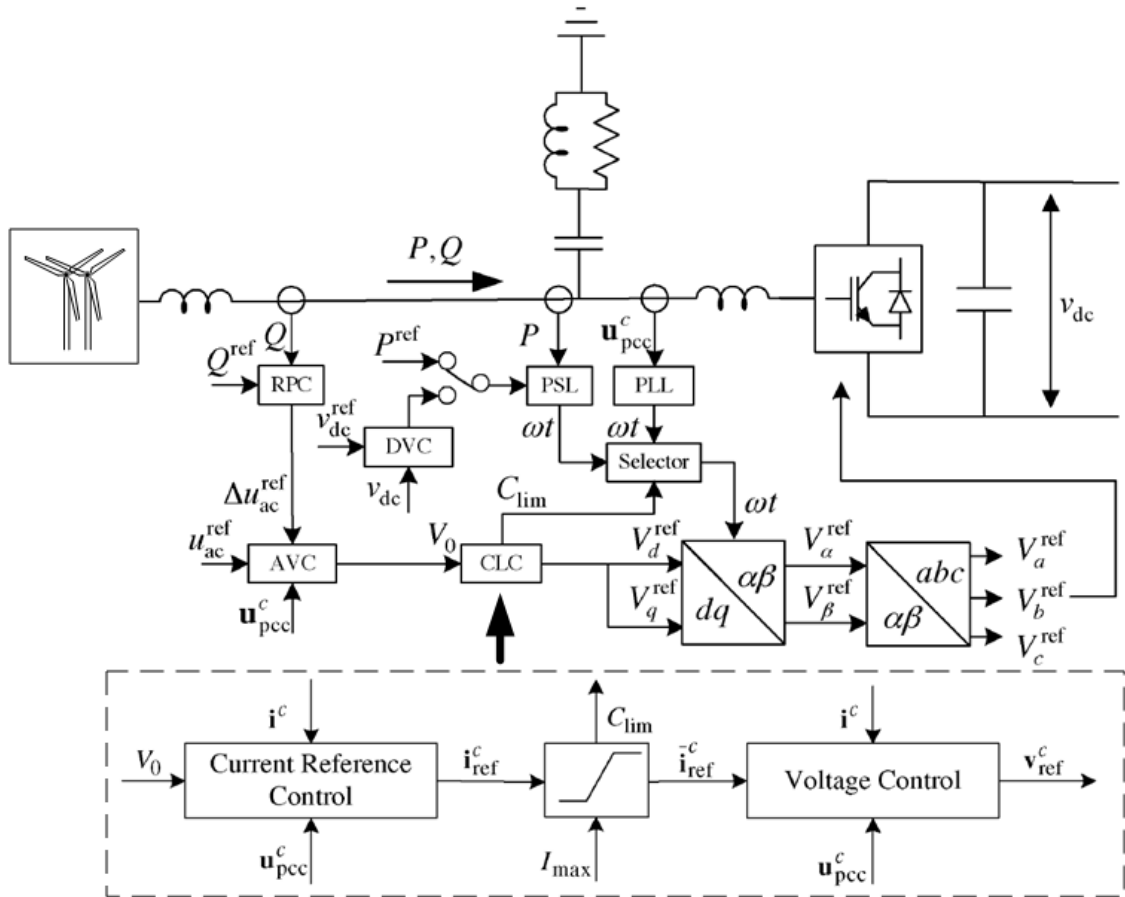 P, Q
v_dc
Q
P
u^c_pcc
Q^ref
P^ref
RPC
PSL
PLL
v^ref_dc
DVC
ωt
ωt
Selector
v_dc
Δu^ref_ac
C_lim
ωt
u^ref_ac
AVC
V_0
CLC
V^ref_d
V^ref_q
αβ
dq
V^ref_α
V^ref_β
abc
αβ
V^ref_a
V^ref_b
V^ref_c
u^c_pcc
i^c
C_lim
i^c
V_0
Current Reference
Control
i^c_ref
ī^c_ref
Voltage Control
v^c_ref
u^c_pcc
I_max
u^c_pcc